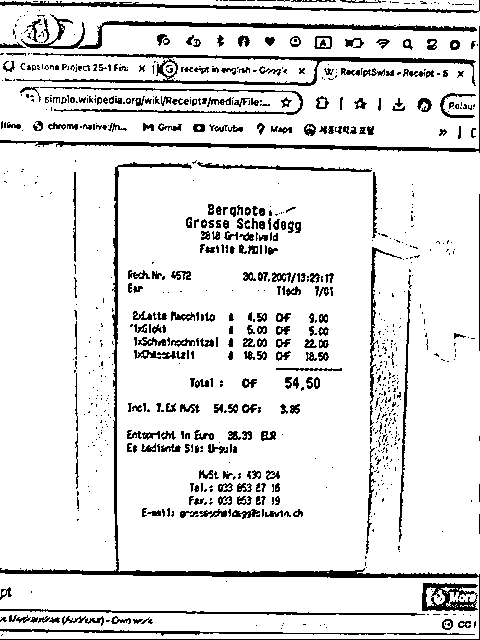 Capstone Project 25-1 Fin: ×
receipt in english - Google ×
W: ReceiptSwiss - Receipt - S ×
simple.wikipedia.org/wiki/Receipt#/media/File:...
chrome-native://n...
Gmail
YouTube
Maps
세종대학교 포털
»
Berghotel
Grosse Scheidegg
3818 Grindelwald
Familie R.Müller
Rech.Nr. 4572 30.07.2007/13:29:17
Bar Tisch 7/01
2xLatte Macchiato à 4,50 CHF 9.00
1xGloki à 5.00 CHF 5.00
1xSchweinschnitzel à 22.00 CHF 22.00
1xChässpätzli à 18,50 CHF 18,50
Total : CHF 54,50
Incl. 7.6% MwSt 54.50 CHF: 3.85
Entspricht in Euro 36.33 EUR
Es bediente Sie: Ursula
MwSt Nr.: 430 234
Tel.: 033 853 67 16
Fax.: 033 853 67 19
E-mail: grossescheidegg@bluewin.ch
pt
More
- Own work
CC